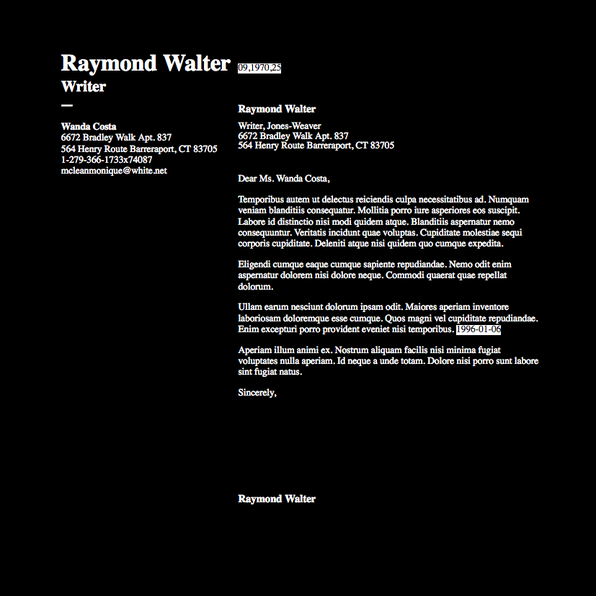 Raymond Walter
Writer
Wanda Costa
6672 Bradley Walk Apt. 837
564 Henry Route Barreraport, CT 83705
1-279-366-1733x74087
mcleanmonique@white.net
09,1970,25
Raymond Walter
Writer, Jones-Weaver
6672 Bradley Walk Apt. 837
564 Henry Route Barreraport, CT 83705
Dear Ms. Wanda Costa,
Temporibus autem ut delectus reiciendis culpa necessitatibus ad. Numquam
veniam blanditiis consequatur. Mollitia porro iure asperiores eos suscipit.
Labore id distinctio nisi modi quidem atque. Blanditiis aspernatur nemo
consequuntur. Veritatis incidunt quae voluptas. Cupiditate molestiae sequi
corporis cupiditate. Deleniti atque nisi quidem quo cumque expedita.
Eligendi cumque eaque cumque sapiente repudiandae. Nemo odit enim
aspernatur dolorem nisi dolore neque. Commodi quaerat quae repellat
dolorum.
Ullam earum nesciunt dolorum ipsam odit. Maiores aperiam inventore
laboriosam doloremque esse cumque. Quos magni vel cupiditate repudiandae.
Enim excepturi porro provident eveniet nisi temporibus. 1996-01-06
Aperiam illum animi ex. Nostrum aliquam facilis nisi minima fugiat
voluptates nulla aperiam. Id neque a unde totam. Dolore nisi porro sunt labore
sint fugiat natus.
Sincerely,
Raymond Walter